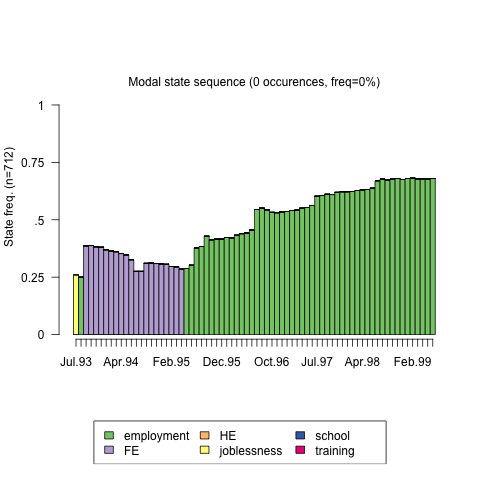 Modal state sequence (0 occurences, freq=0%)
State freq. (n=712)
1
0.75
.5
0.25
0
Jul.93 Apr.94 Feb.95 Dec.95 Oct.96 Jul.97 Apr.98 Feb.99
employment HE school
FE joblessness training